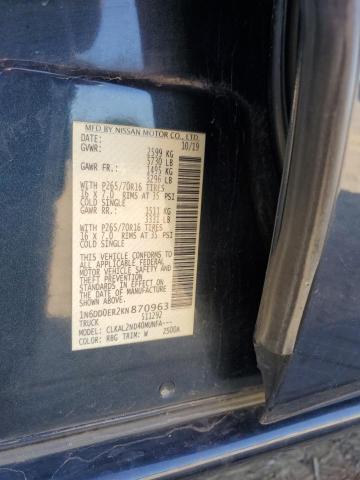 MFD BY NISSAN MOTOR CO., LTD.
DATE: 10/19
GVWR: 2599 KG
5730 LB
GAWR FR: 1495 KG
3296 LB
WITH P265/70R16 TIRES
16 X 7.0 RIMS AT 35 PSI
COLD SINGLE
GAWR RR: 1511 KG
3331 LB
WITH P265/70R16 TIRES
16 X 7.0 RIMS AT 35 PSI
COLD SINGLE
THIS VEHICLE CONFORMS
TO ALL APPLICABLE FEDERAL
MOTOR VEHICLE SAFETY AND
THEFT PREVENTION
STANDARDS IN EFFECT ON
THE DATE OF MANUFACTURE
SHOWN ABOVE.
1N6DD0ER2KN870963
TRUCK 511292
MODEL: CLKAL2ND40MUNFA---
COLOR: RBG TRIM: W 2500A